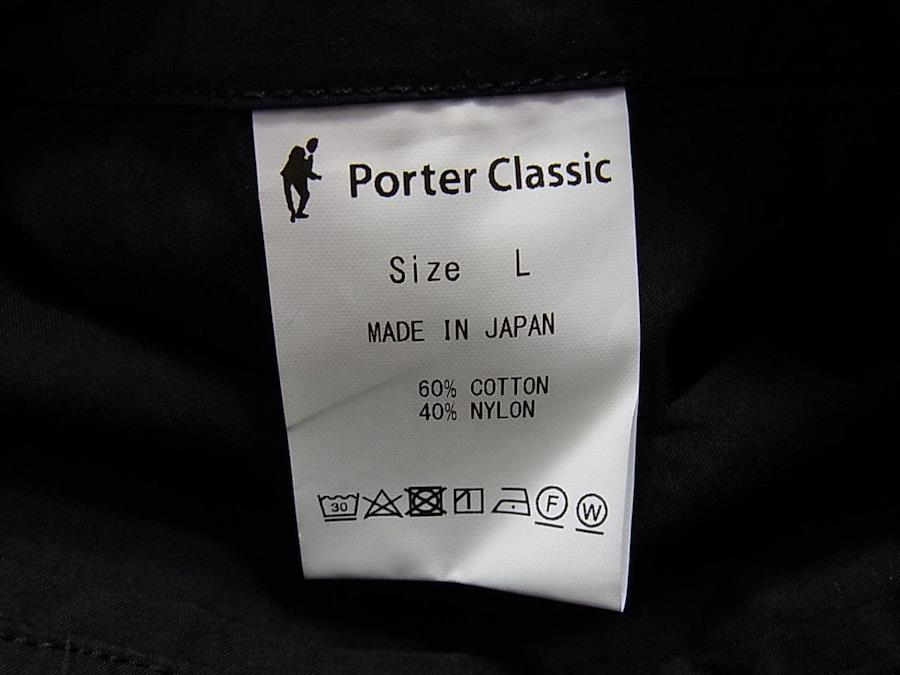 Porter Classic
Size L
MADE IN JAPAN
60% COTTON
40% NYLON
30 F W